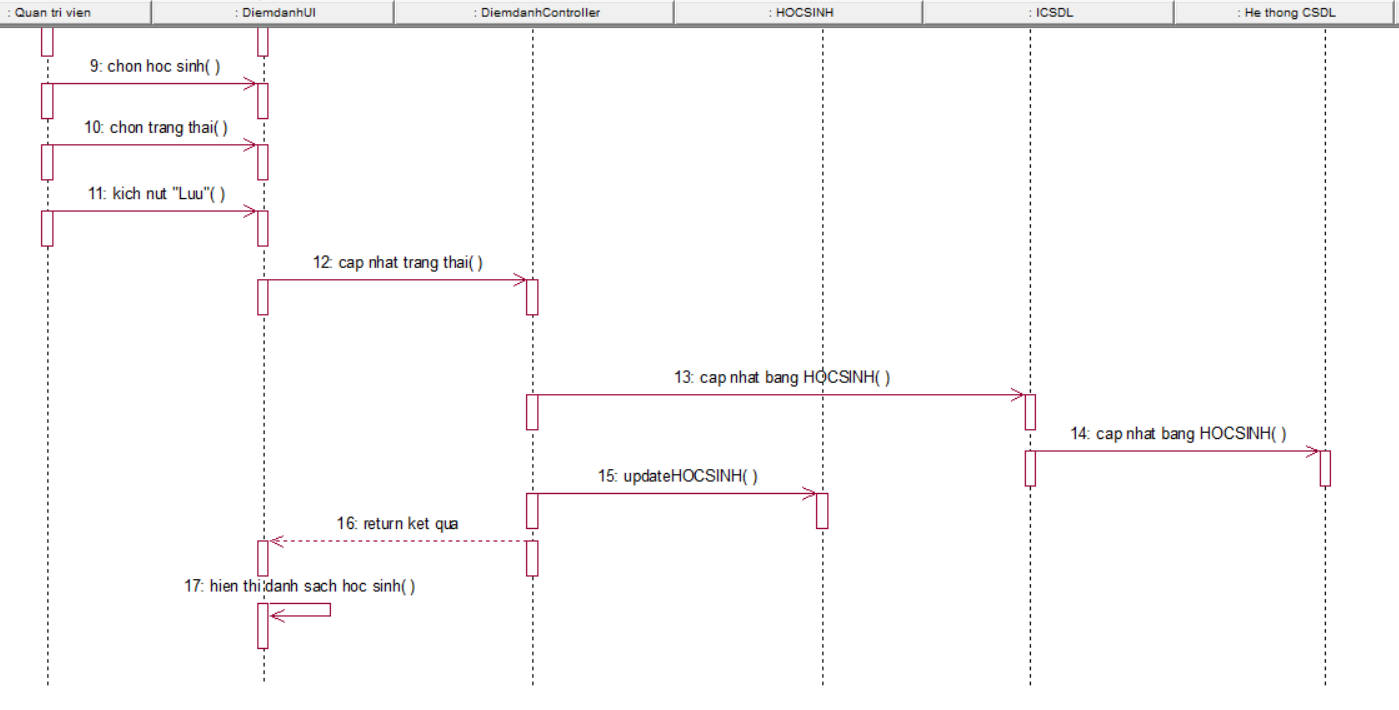 : Quan tri vien
: DiemdanhUI
: DiemdanhController
: HOCSINH
: ICSDL
: He thong CSDL
9: chon hoc sinh( )
10: chon trang thai( )
11: kich nut "Luu"( )
12: cap nhat trang thai( )
13: cap nhat bang HOCSINH( )
14: cap nhat bang HOCSINH( )
15: updateHOCSINH( )
16: return ket qua
17: hien thi danh sach hoc sinh( )